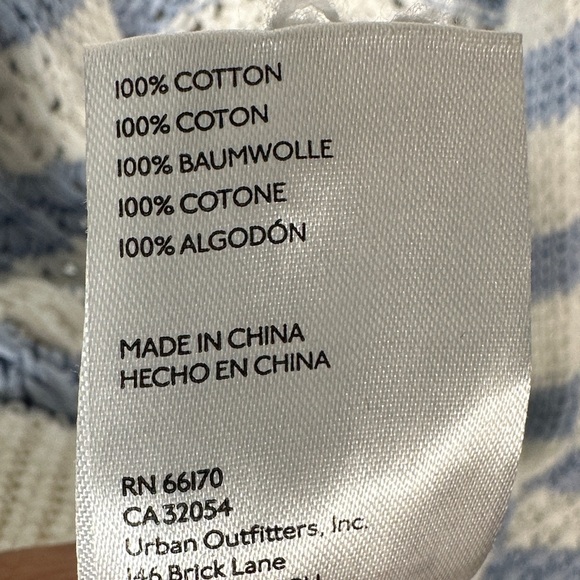 100% COTTON
100% COTON
100% BAUMWOLLE
100% COTONE
100% ALGODÓN
MADE IN CHINA
HECHO EN CHINA
RN 66170
CA 32054
Urban Outfitters, Inc.
146 Brick Lane